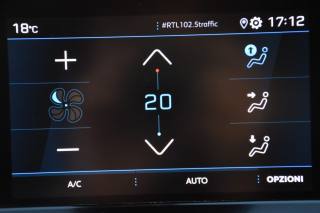 18°C #RTL102.5traffic 17:12
20
A/C AUTO OPZIONI